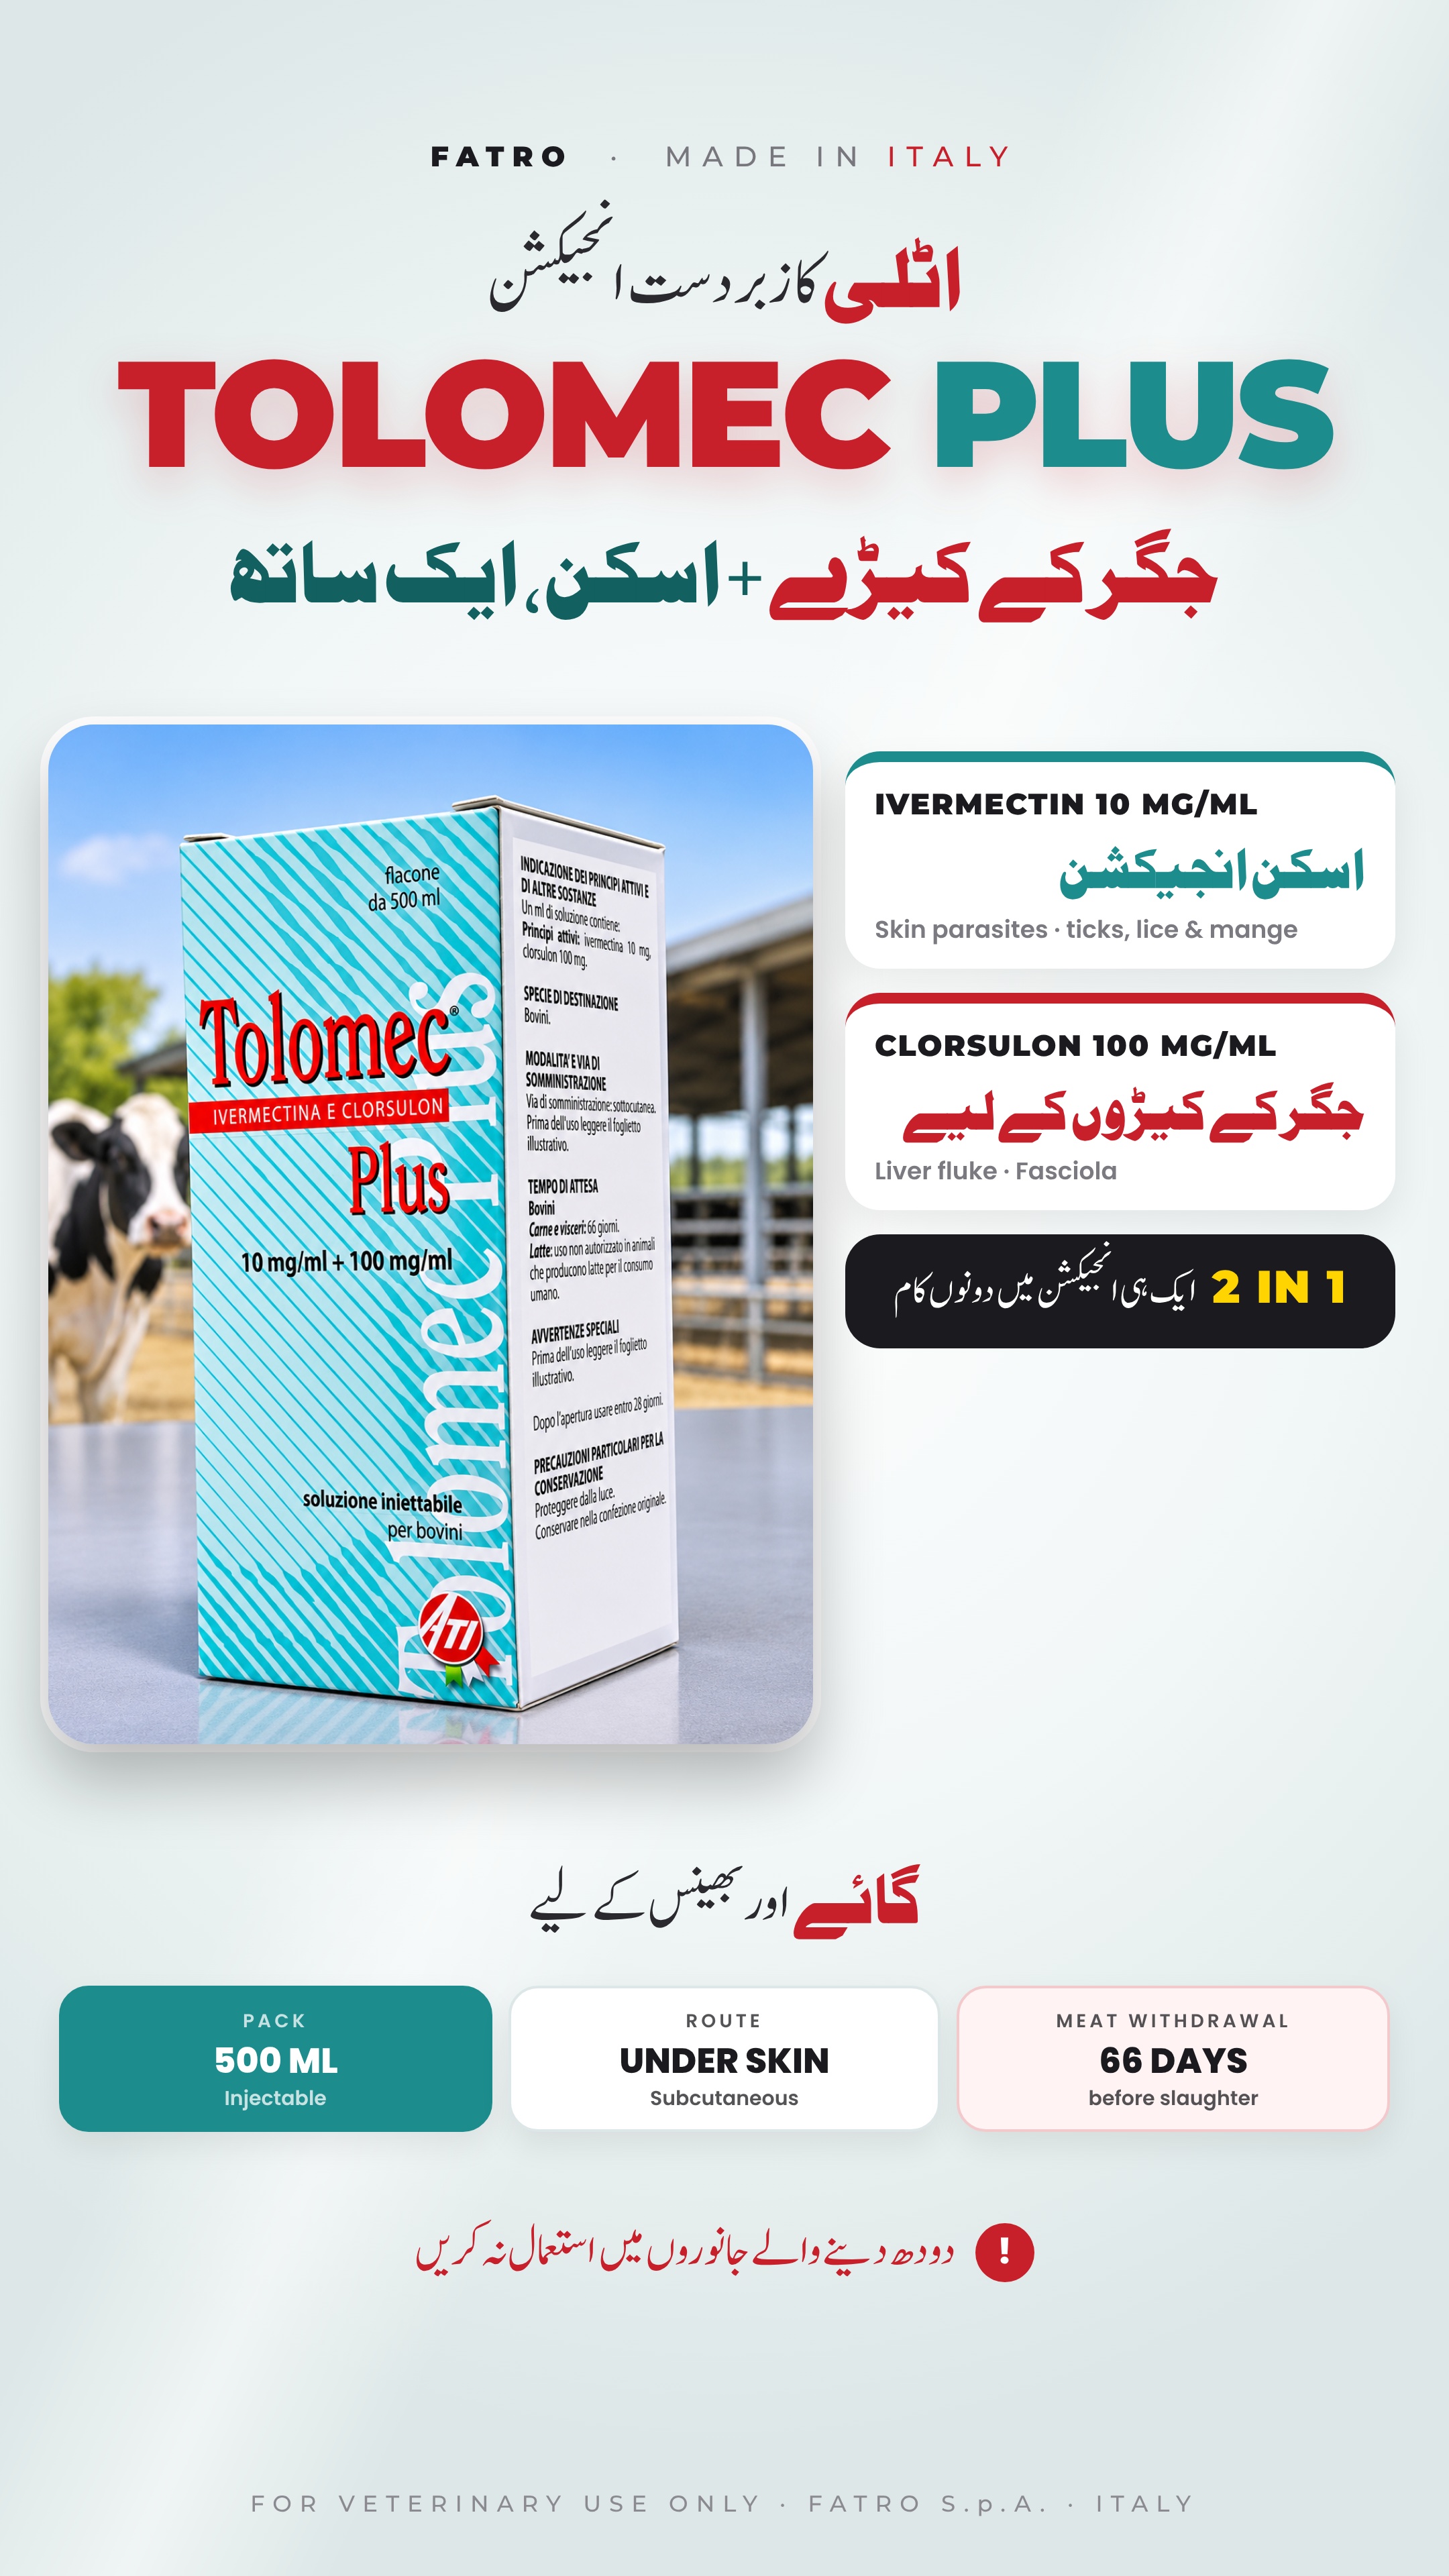 FATRO · MADE IN ITALY
اٹلی کا زبردست انجیکشن
TOLOMEC PLUS
جگر کے کیڑے + اسکن، ایک ساتھ
flacone
da 500 ml
Tolomec®
IVERMECTINA E CLORSULON
Plus
10 mg/ml + 100 mg/ml
soluzione iniettabile
per bovini
ATI
Tolomec Plus
INDICAZIONE DEI PRINCIPI ATTIVI E
DI ALTRE SOSTANZE
Un ml di soluzione contiene:
Principi attivi: ivermectina 10 mg,
clorsulon 100 mg.
SPECIE DI DESTINAZIONE
Bovini.
MODALITA' E VIA DI
SOMMINISTRAZIONE
Via di somministrazione: sottocutanea.
Prima dell'uso leggere il foglietto
illustrativo.
TEMPO DI ATTESA
Bovini
Carne e visceri: 66 giorni.
Latte: uso non autorizzato in animali
che producono latte per il consumo
umano.
AVVERTENZE SPECIALI
Prima dell'uso leggere il foglietto
illustrativo.
Dopo l'apertura usare entro 28 giorni.
PRECAUZIONI PARTICOLARI PER LA
CONSERVAZIONE
Proteggere dalla luce.
Conservare nella confezione originale.
IVERMECTIN 10 MG/ML
اسکن انجیکشن
Skin parasites · ticks, lice & mange
CLORSULON 100 MG/ML
جگر کے کیڑوں کے لیے
Liver fluke · Fasciola
2 IN 1 ایک ہی انجیکشن میں دونوں کام
گائے اور بھینس کے لیے
PACK
500 ML
Injectable
ROUTE
UNDER SKIN
Subcutaneous
MEAT WITHDRAWAL
66 DAYS
before slaughter
! دودھ دینے والے جانوروں میں استعمال نہ کریں
FOR VETERINARY USE ONLY · FATRO S.p.A. · ITALY